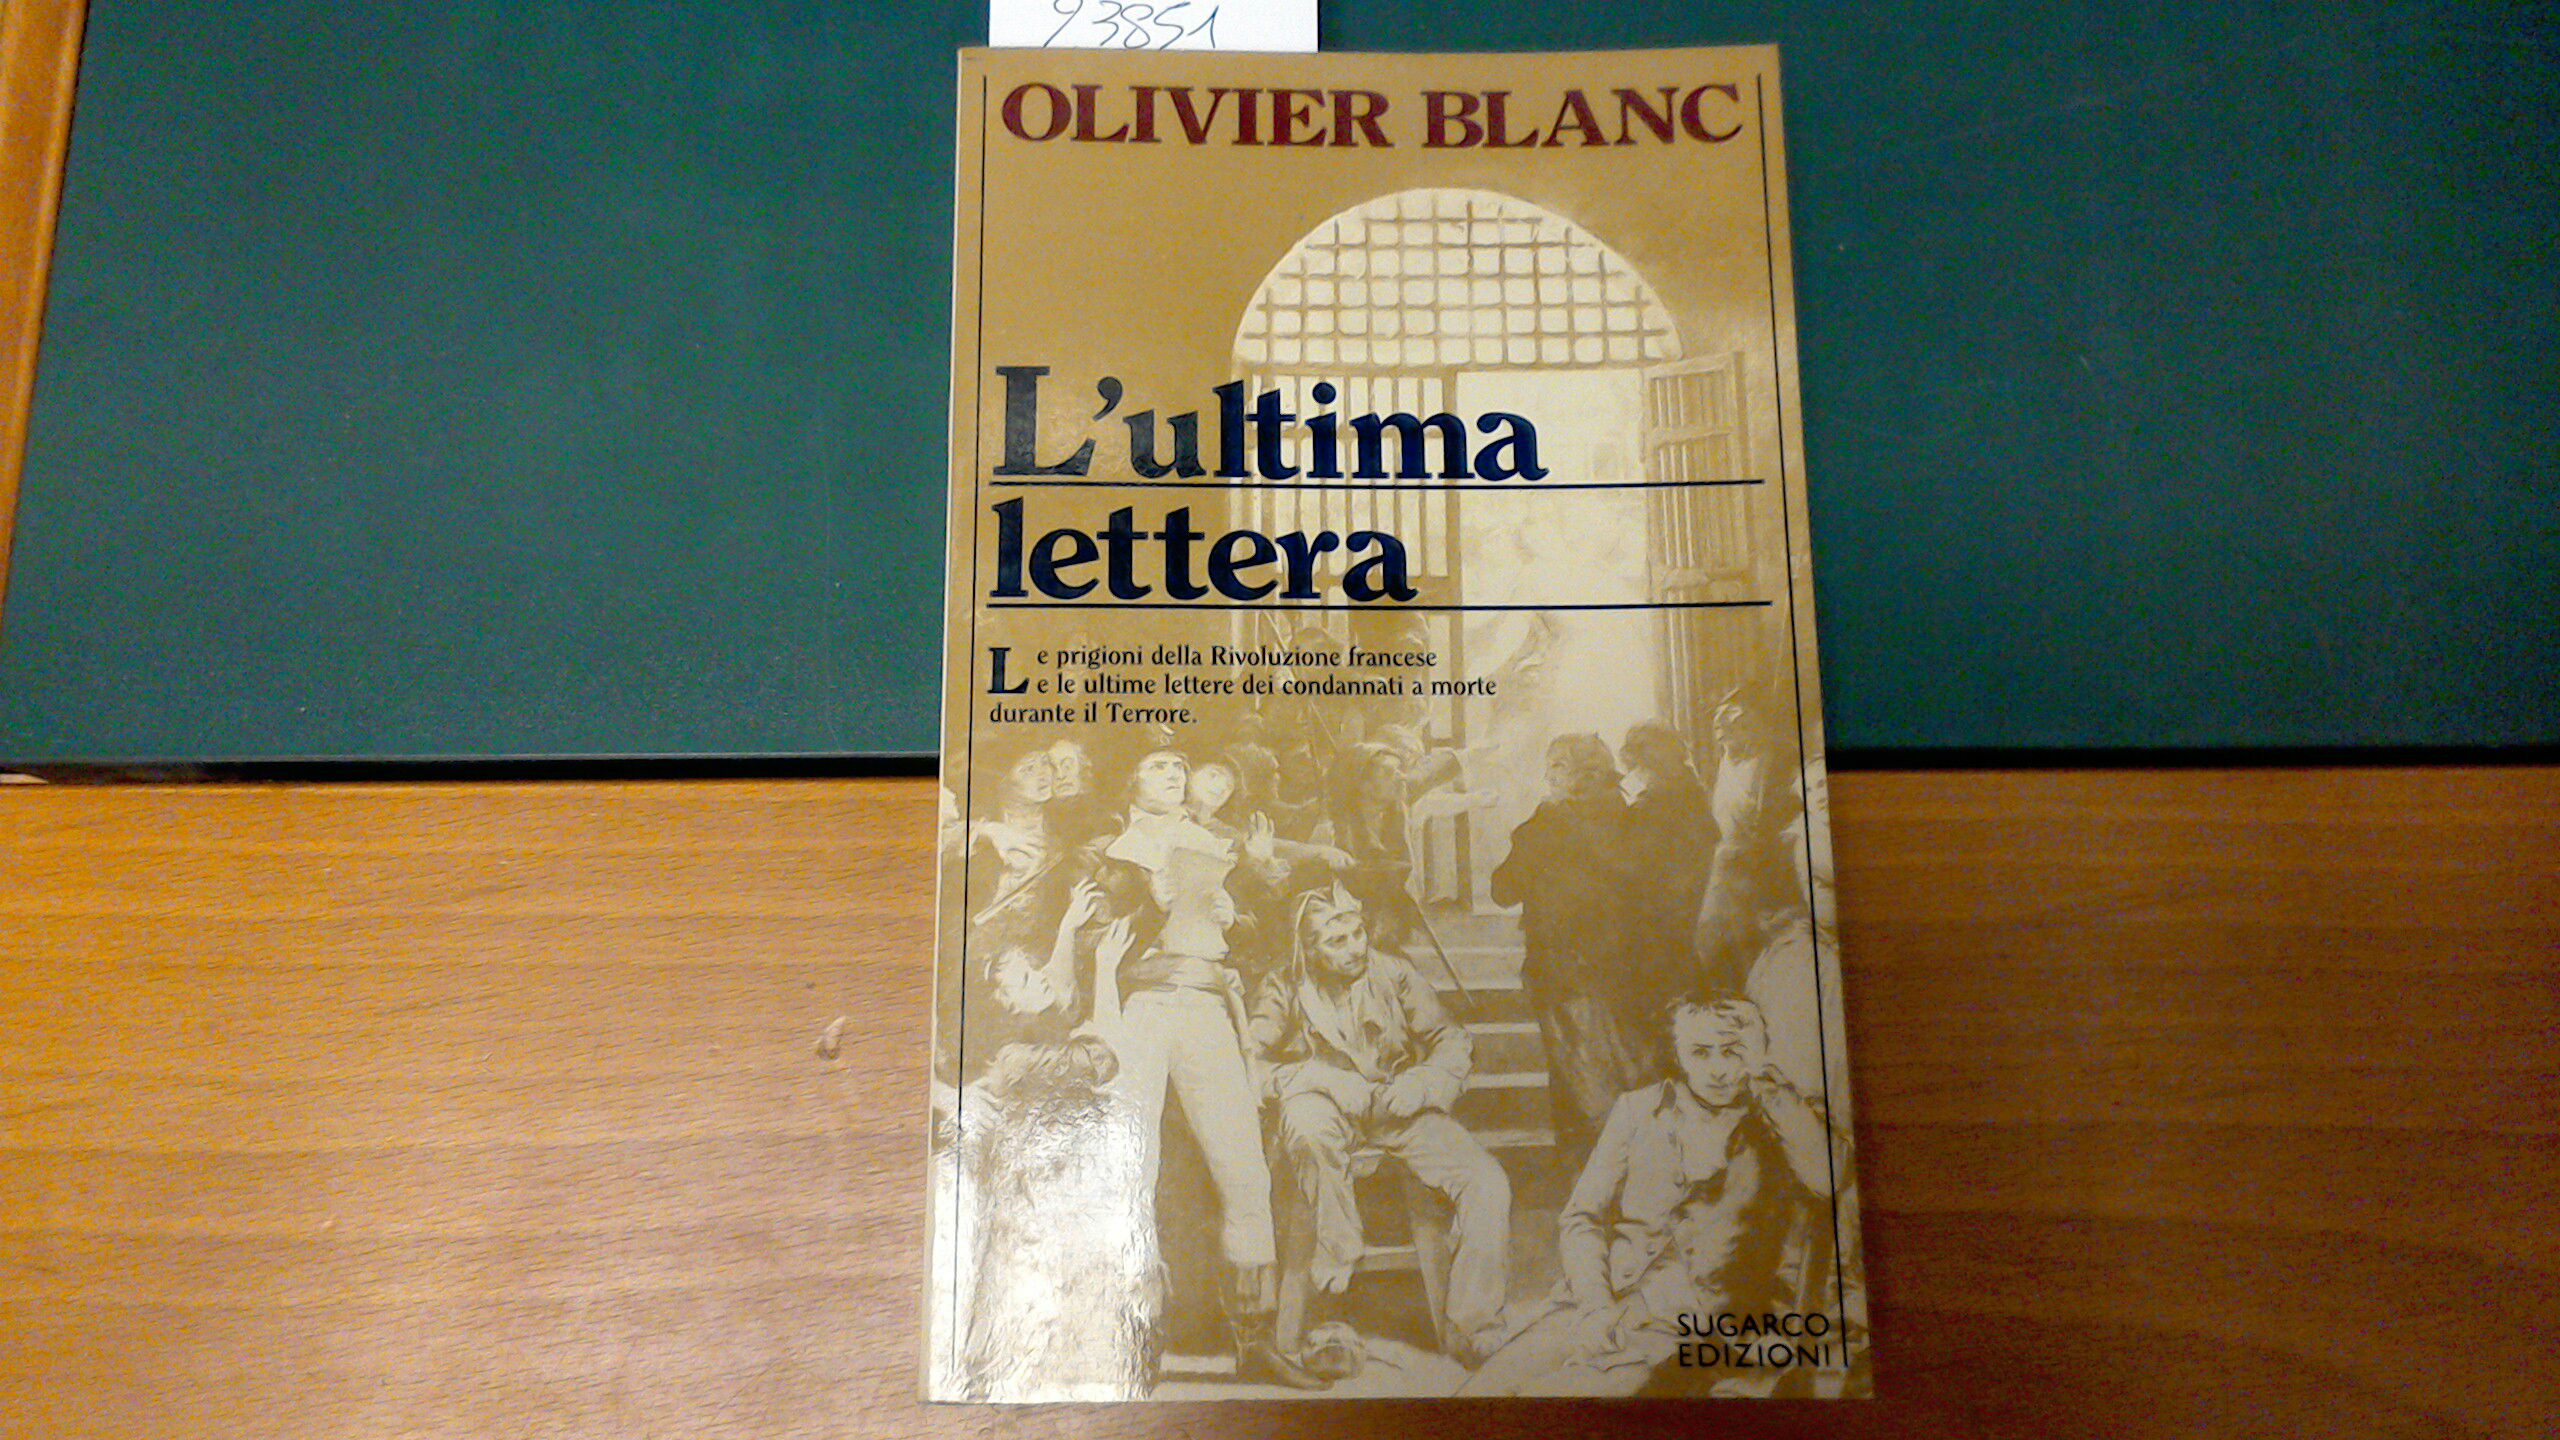 93851
OLIVIER BLANC
L'ultima
lettera
Le prigioni della Rivoluzione francese
e le ultime lettere dei condannati a morte
durante il Terrore.
SUGARCO
EDIZIONI